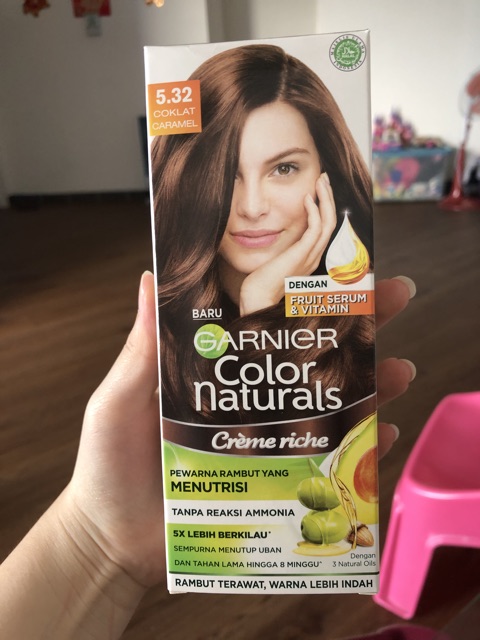 5.32
COKLAT
CARAMEL
DENGAN
FRUIT SERUM
& VITAMIN
BARU
GARNIER
Color
Naturals
Crème riche
PEWARNA RAMBUT YANG
MENUTRISI
TANPA REAKSI AMMONIA
5X LEBIH BERKILAU*
SEMPURNA MENUTUP UBAN
DAN TAHAN LAMA HINGGA 8 MINGGU*
Dengan
3 Natural Oils
RAMBUT TERAWAT, WARNA LEBIH INDAH